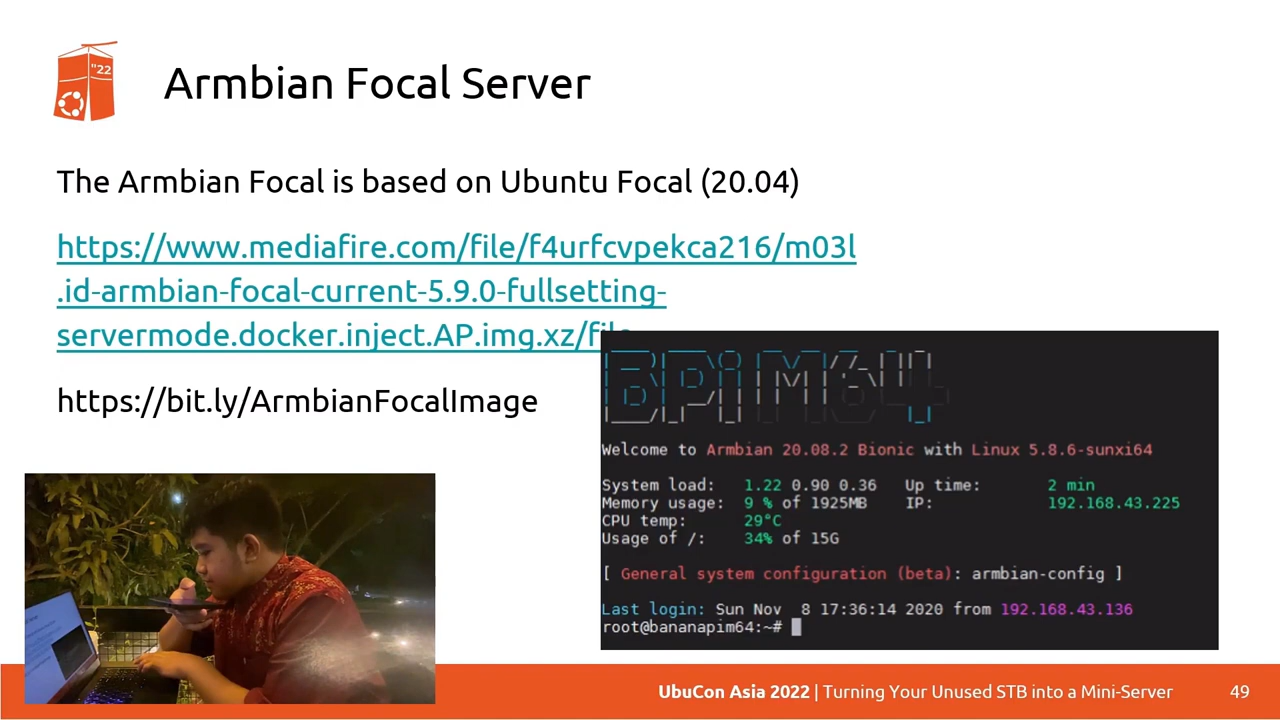 "22
Armbian Focal Server
The Armbian Focal is based on Ubuntu Focal (20.04)
https://www.mediafire.com/file/f4urfcvpekca216/m03l
.id-armbian-focal-current-5.9.0-fullsetting-
servermode.docker.inject.AP.img.xz/file
https://bit.ly/ArmbianFocalImage
BPi M64
Welcome to Armbian 20.08.2 Bionic with Linux 5.8.6-sunxi64
System load: 1.22 0.90 0.36 Up time: 2 min
Memory usage: 9 % of 1925MB IP: 192.168.43.225
CPU temp: 29°C
Usage of /: 34% of 15G
[ General system configuration (beta): armbian-config ]
Last login: Sun Nov 8 17:36:14 2020 from 192.168.43.136
root@bananapim64:~#
UbuCon Asia 2022 | Turning Your Unused STB into a Mini-Server 49